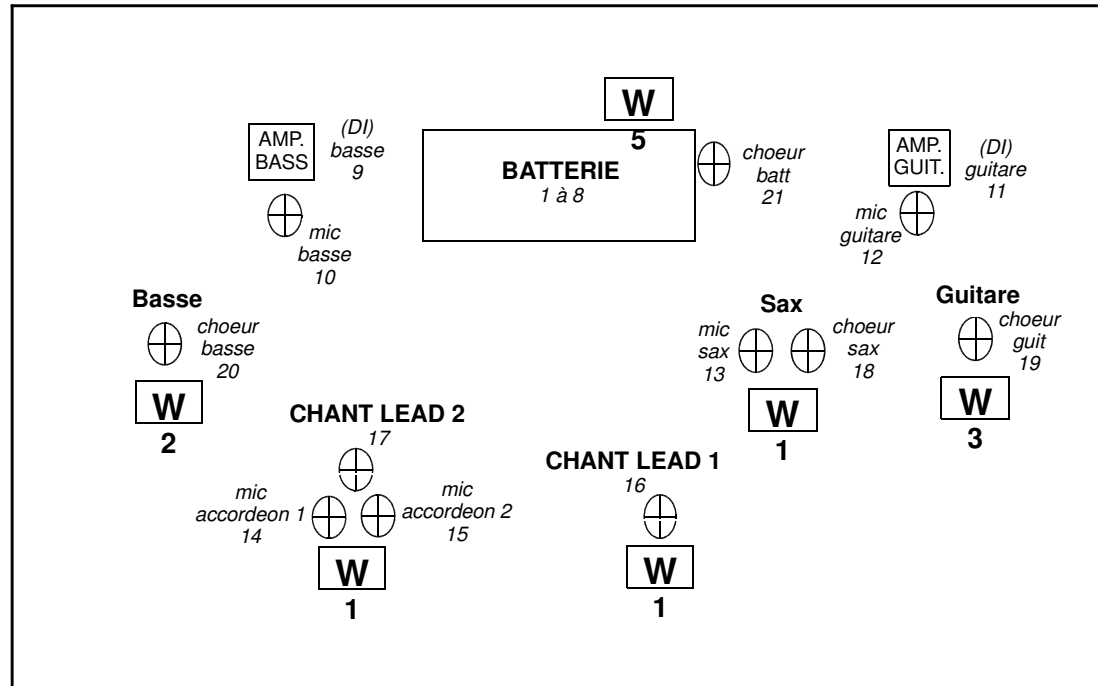 W
5
AMP.
BASS
(DI)
basse
9
BATTERIE
1 à 8
choeur
batt
21
AMP.
GUIT.
(DI)
guitare
11
mic
basse
10
mic
guitare
12
Basse
choeur
basse
20
W
2
Sax
mic
sax
13
choeur
sax
18
W
1
Guitare
choeur
guit
19
W
3
CHANT LEAD 2
17
mic
accordeon 1
14
mic
accordeon 2
15
W
1
CHANT LEAD 1
16
W
1